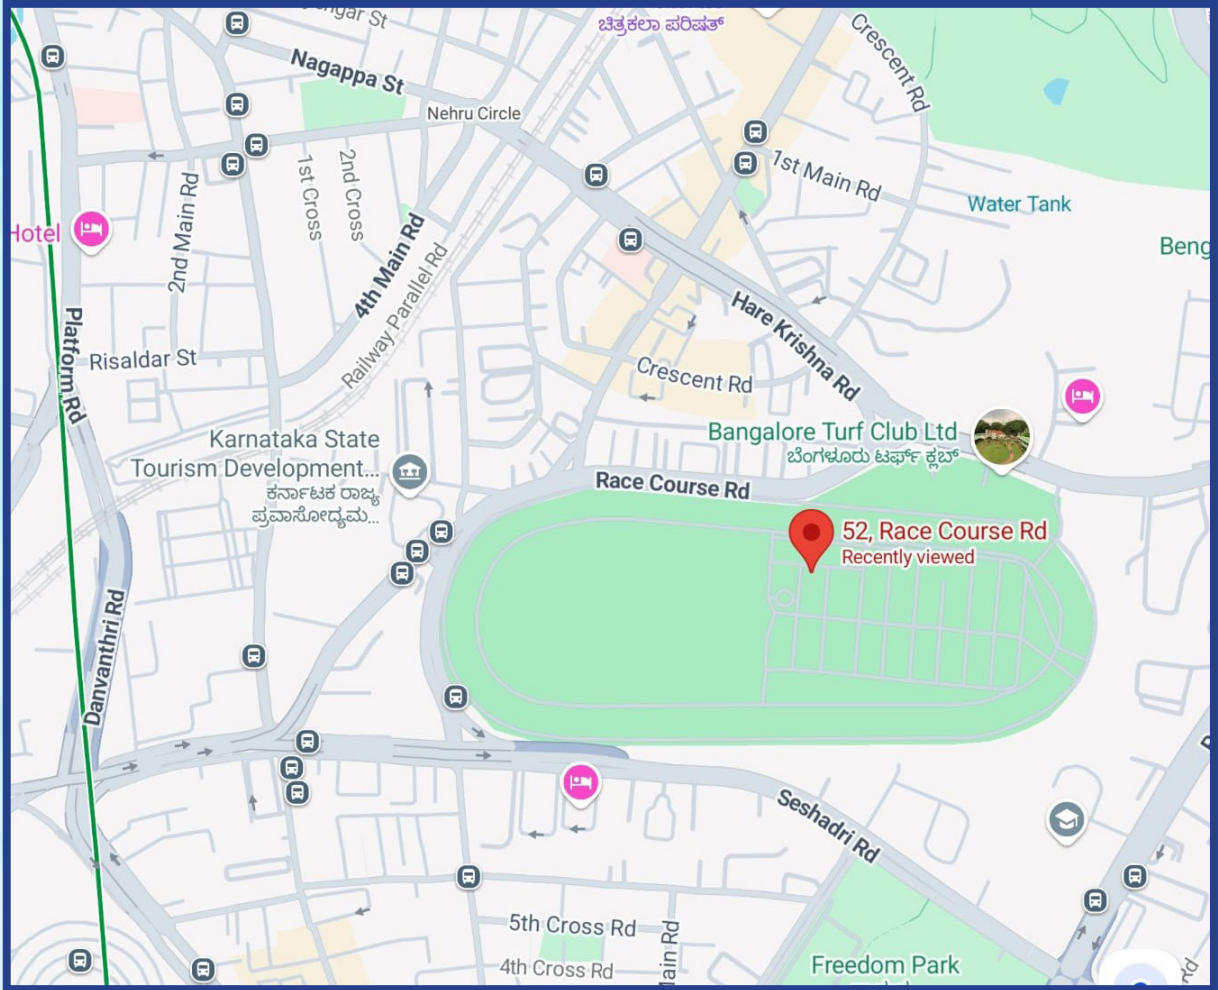 ಚಿತ್ರಕಲಾ ಪರಿಷತ್
Crescent Rd
Nagappa St
Nehru Circle
1st Main Rd
1st Cross
2nd Cross
2nd Main Rd
Water Tank
Hotel
4th Main Rd
Railway Parallel Rd
Hare Krishna Rd
Platform Rd
Risaldar St
Crescent Rd
Karnataka State
Tourism Development...
ಕರ್ನಾಟಕ ರಾಜ್ಯ
ಪ್ರವಾಸೋದ್ಯಮ...
Bangalore Turf Club Ltd
ಬೆಂಗಳೂರು ಟರ್ಫ್ ಕ್ಲಬ್
Race Course Rd
52, Race Course Rd
Recently viewed
Danvanthri Rd
Seshadri Rd
5th Cross Rd
4th Cross Rd
Freedom Park